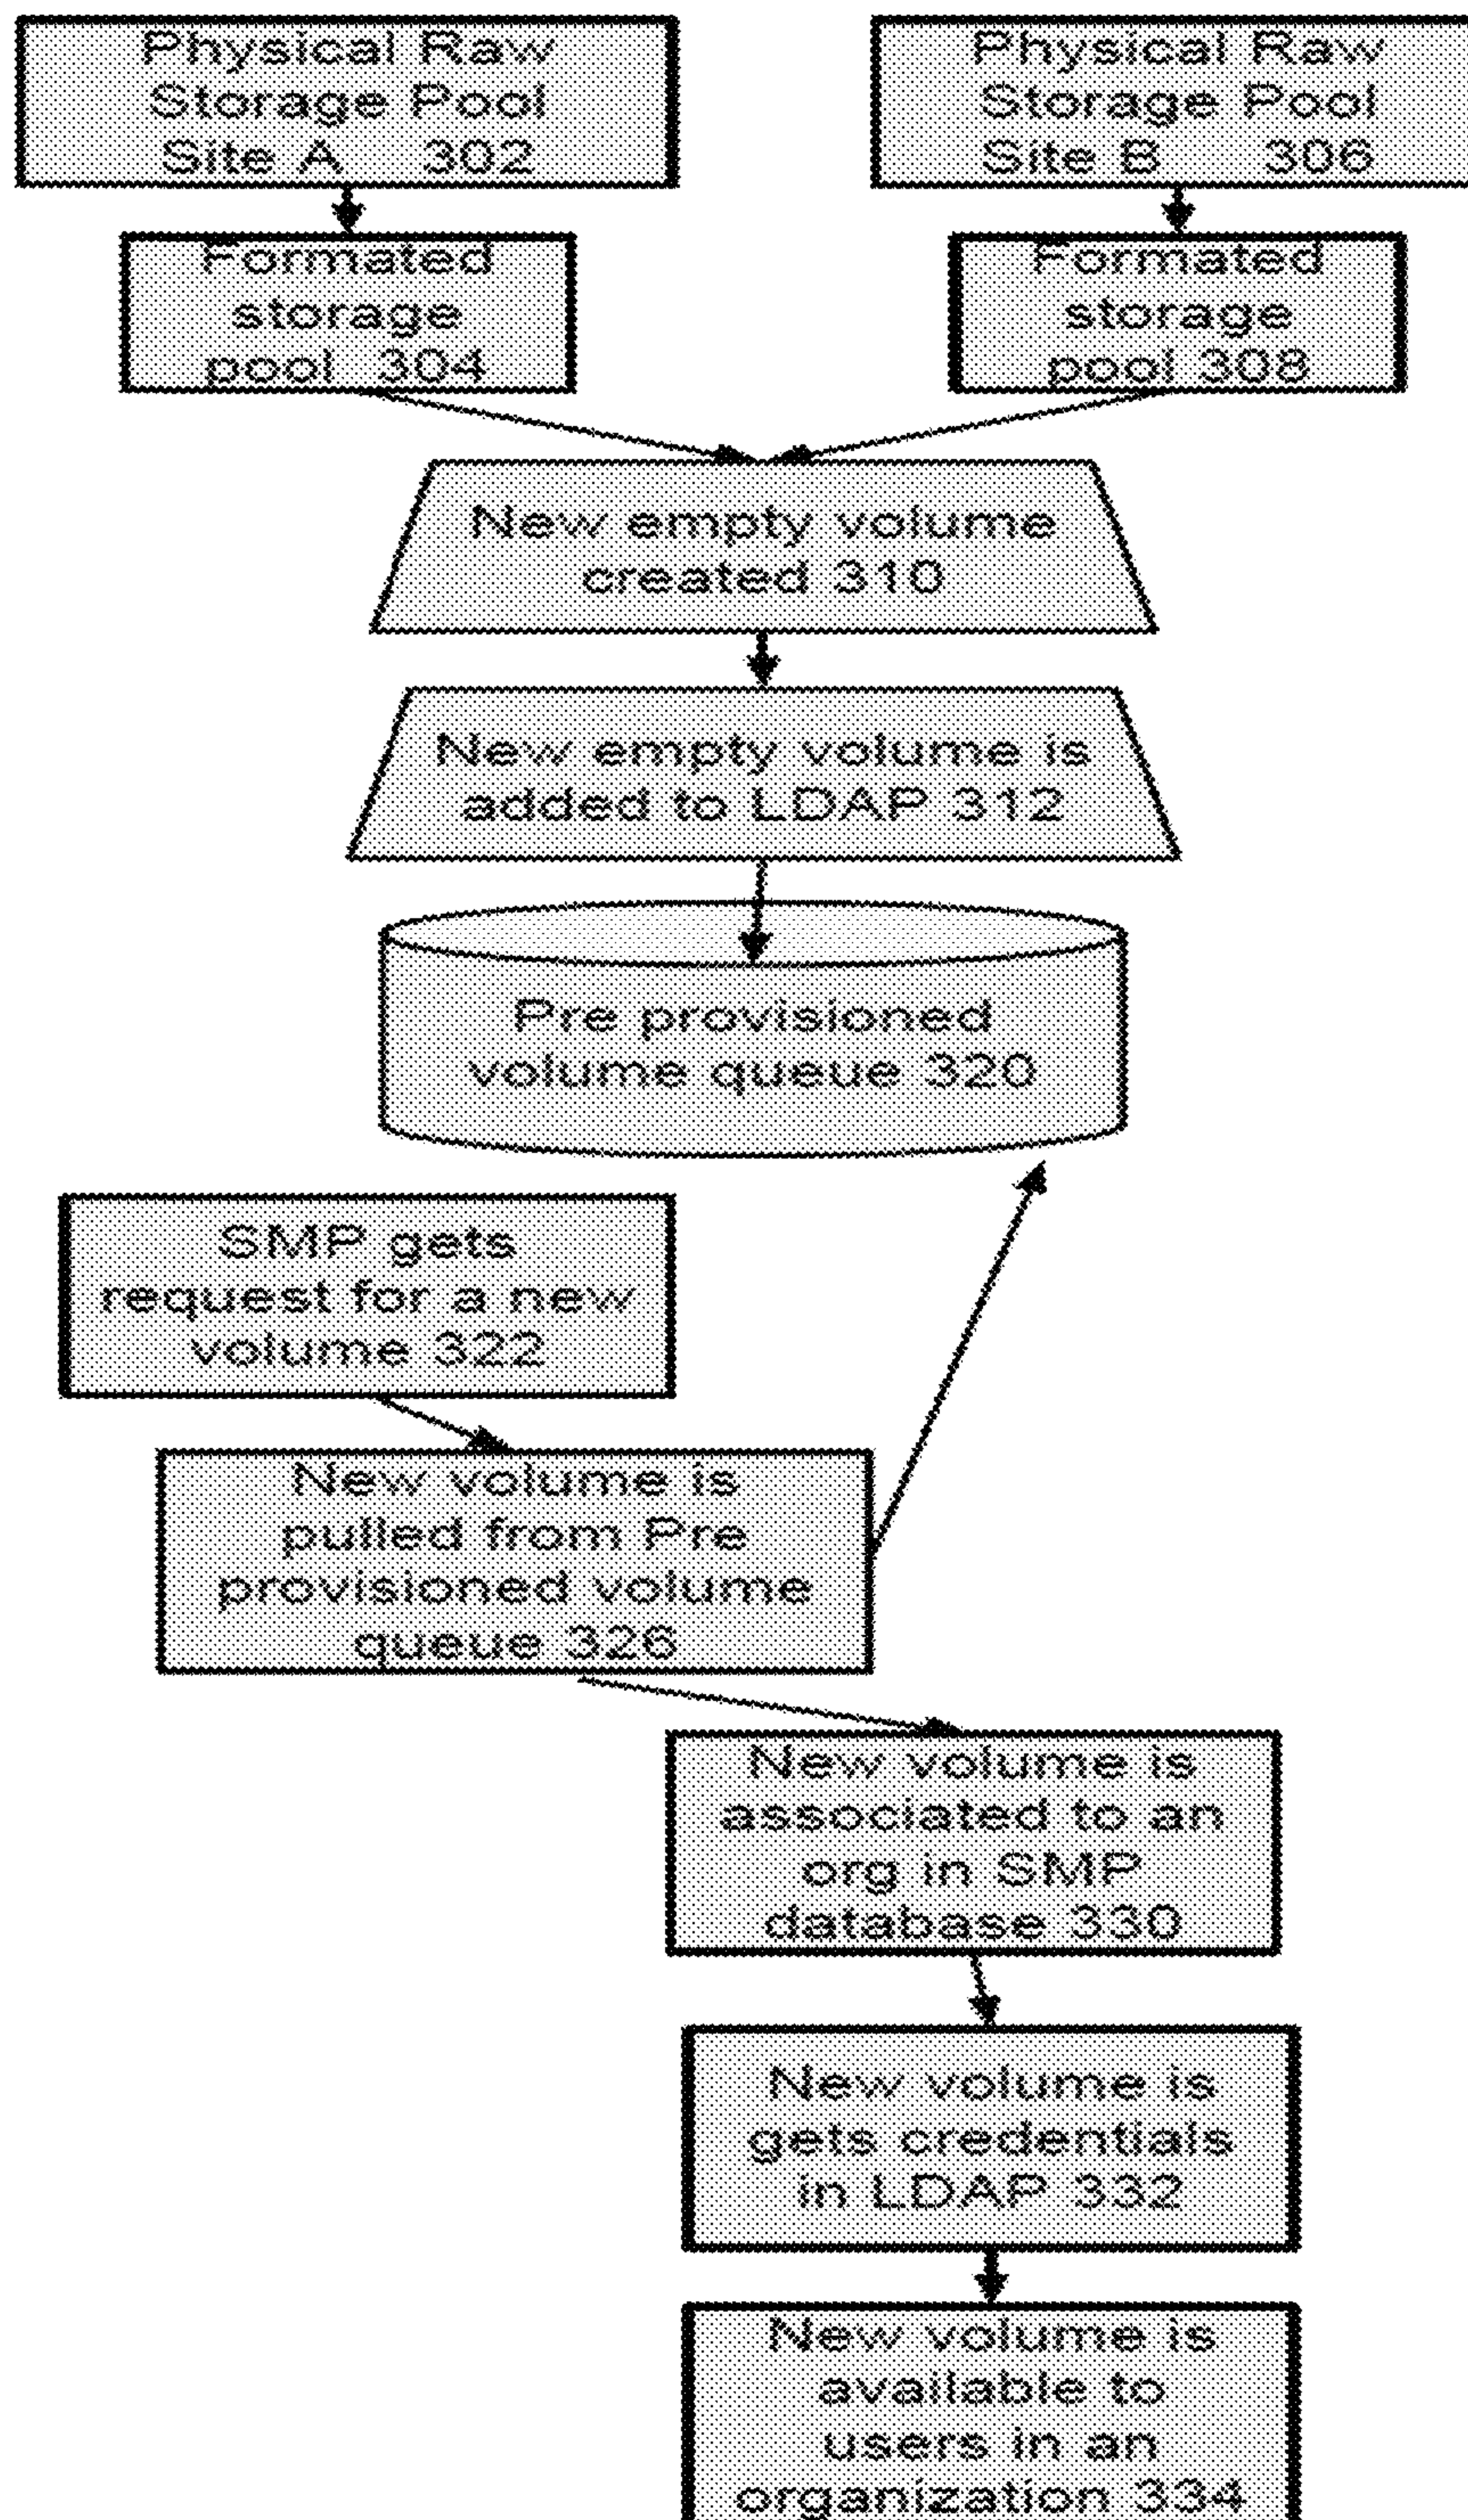 Physical Raw
Storage Pool
Site A 302
Physical Raw
Storage Pool
Site B 306
Formated
storage
pool 304
Formated
storage
pool 308
New empty volume
created 310
New empty volume is
added to LDAP 312
Pre provisioned
volume queue 320
SMP gets
request for a new
volume 322
New volume is
pulled from Pre
provisioned volume
queue 326
New volume is
associated to an
org in SMP
database 330
New volume is
gets credentials
in LDAP 332
New volume is
available to
users in an
organization 334